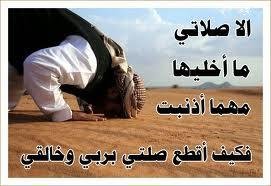 الا صلاتي
ما أخليها
مهما أذنبت
فكيف أقطع صلتي بربي وخالقي